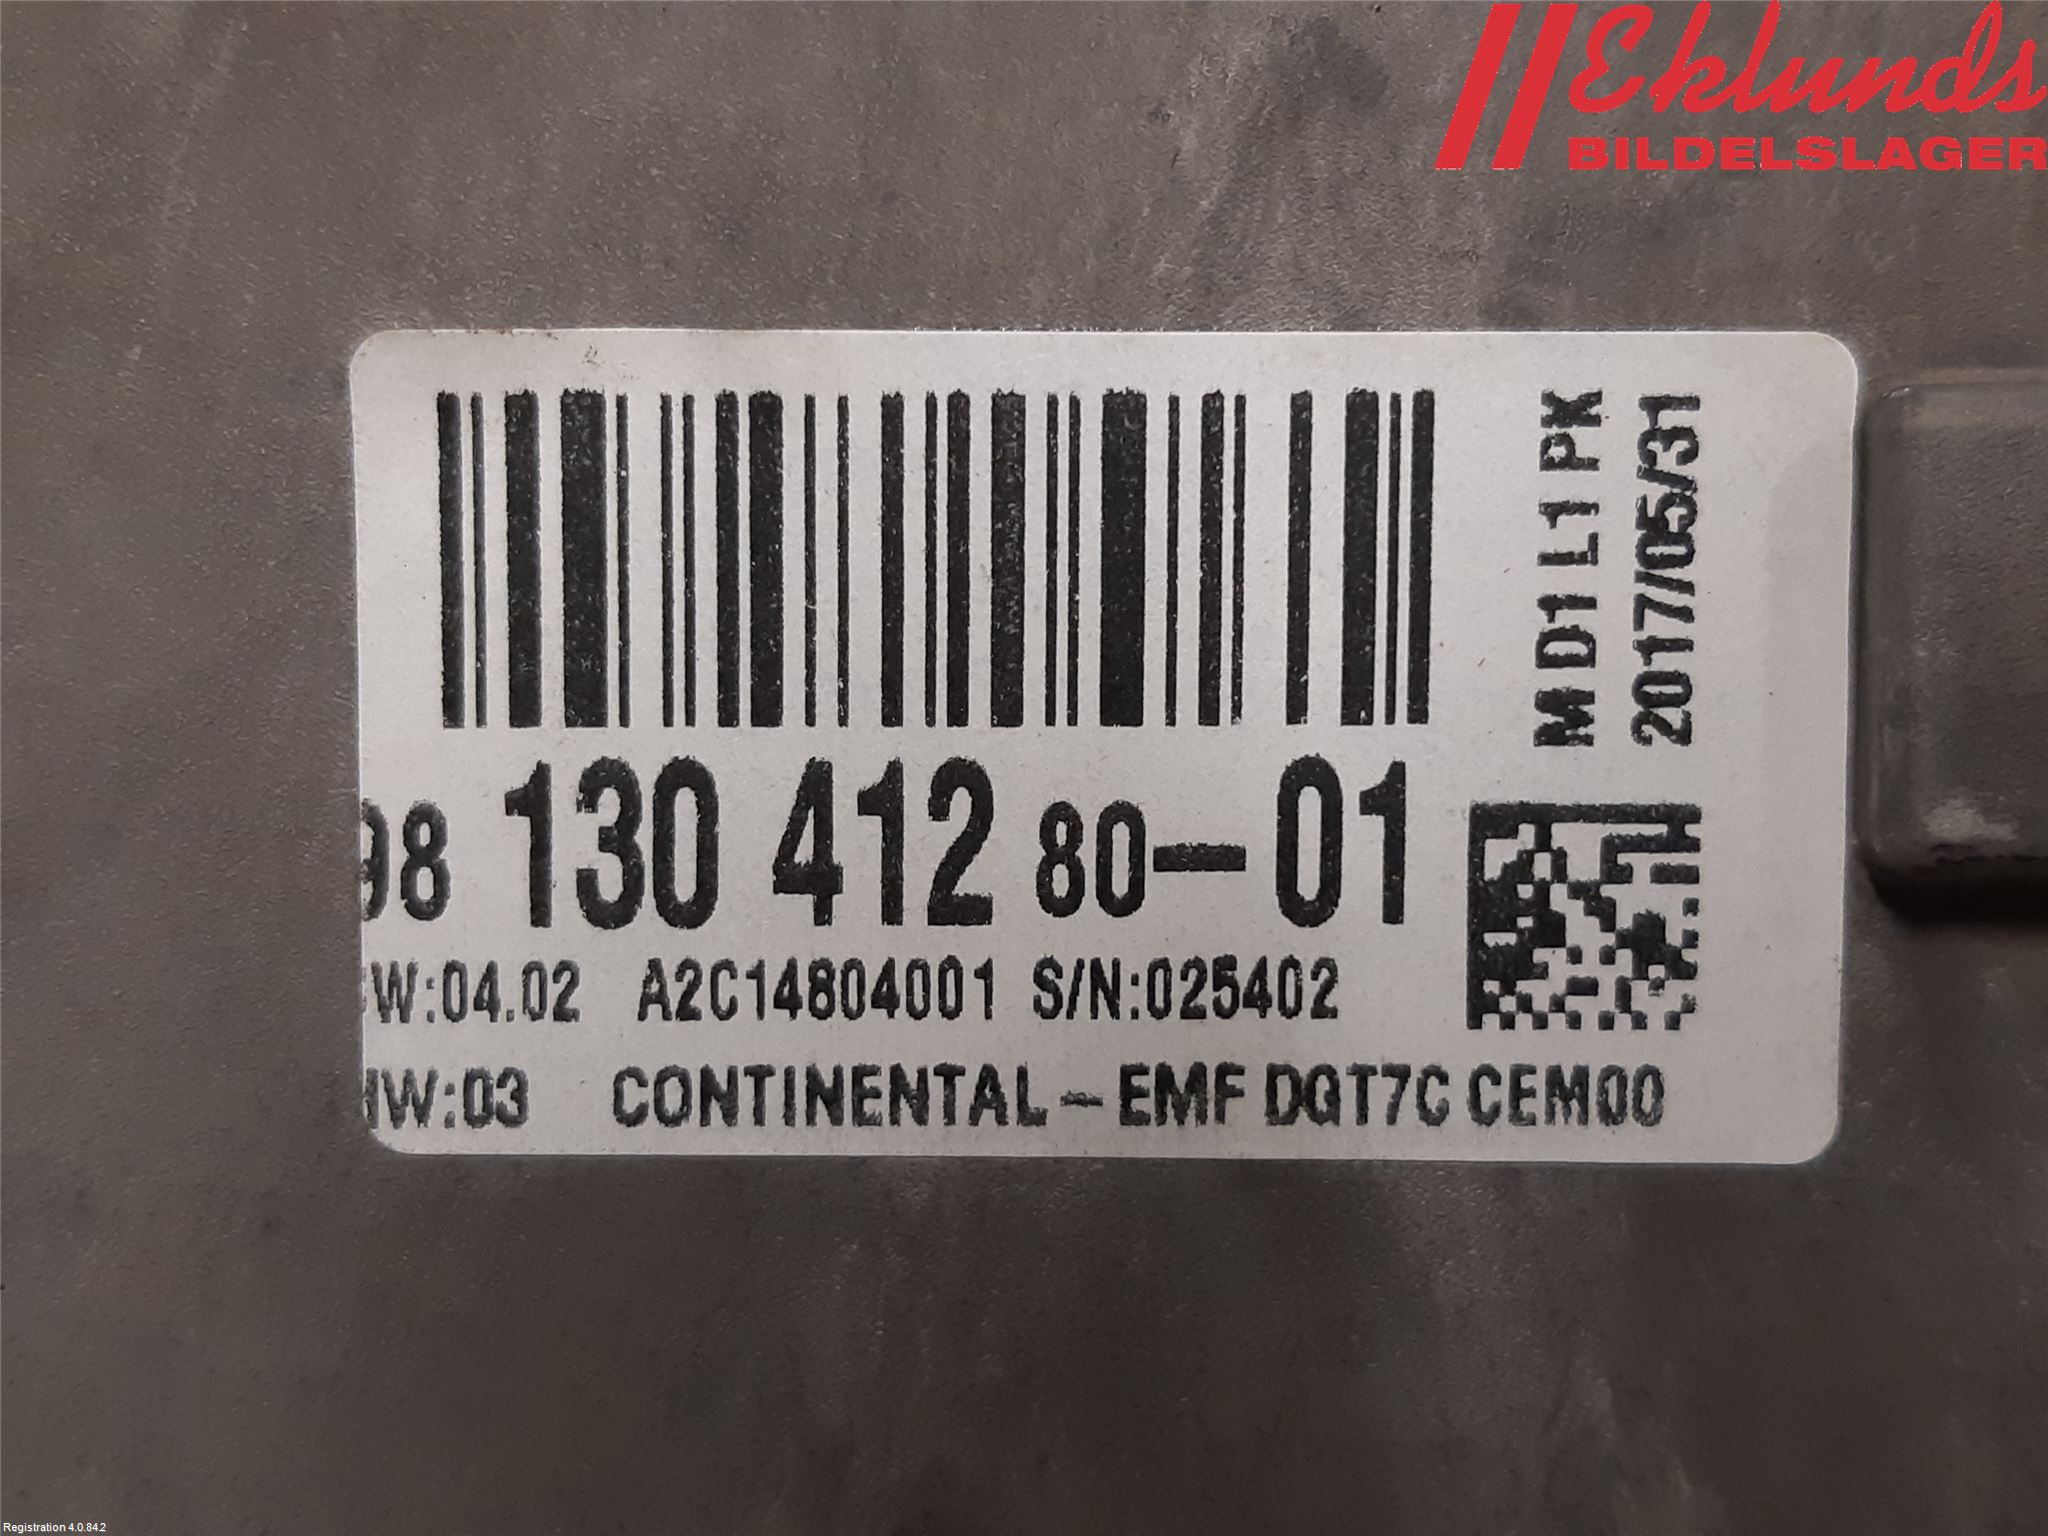 Eklunds
BILDELSLAGER
M D1 L1 PK
2017/05/31
98 130 412 80-01
W:04.02 A2C14804001 S/N:025402
HW:03 CONTINENTAL-EMF DGT7C CEM00
Registration 4.0.84.2